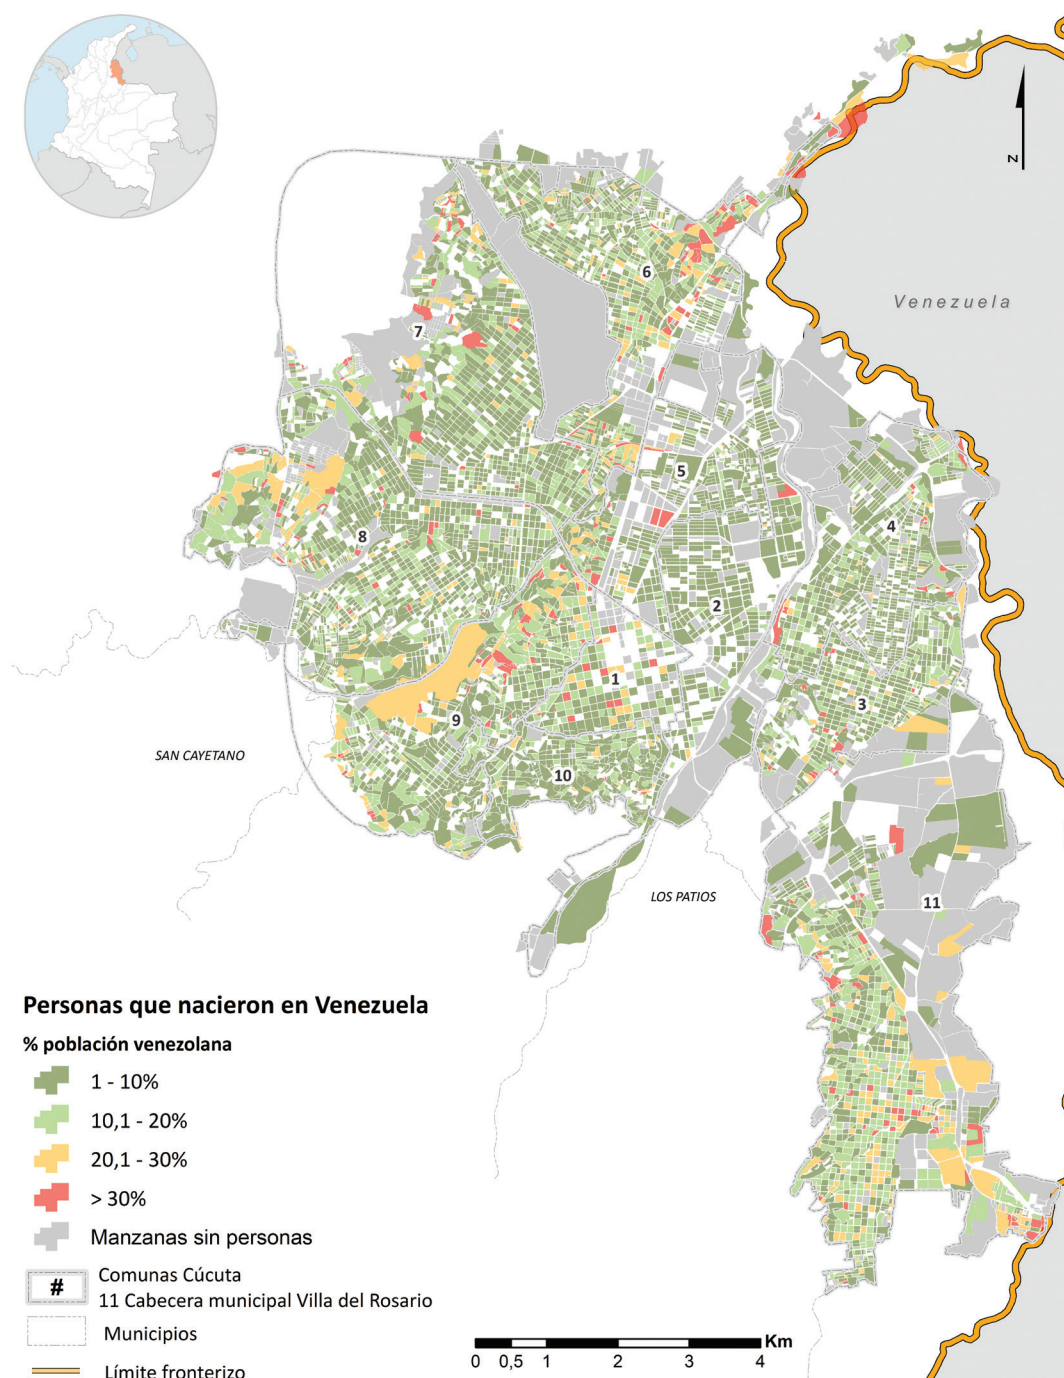 N
Venezuela
6
7
5
4
8
2
1
3
9
10
SAN CAYETANO
LOS PATIOS
11
Personas que nacieron en Venezuela
% población venezolana
1 - 10%
10,1 - 20%
20,1 - 30%
> 30%
Manzanas sin personas
# Comunas Cúcuta
11 Cabecera municipal Villa del Rosario
Municipios
Límite fronterizo
Km
0 0,5 1 2 3 4